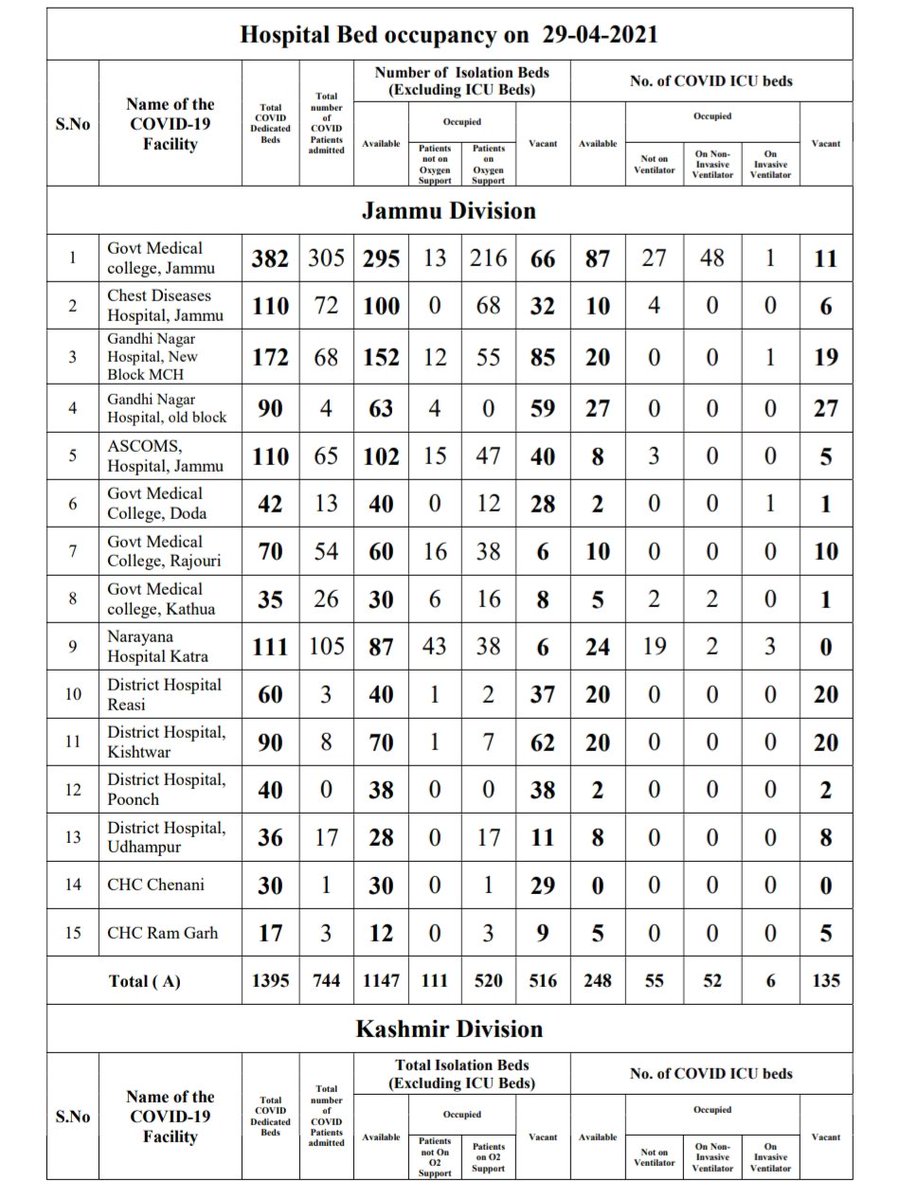 Hospital Bed occupancy on 29-04-2021
S.No
Name of the
COVID-19
Facility
Total
COVID
Dedicated
Beds
Total
number
of
COVID
Patients
admitted
Number of Isolation Beds
(Excluding ICU Beds)
No. of COVID ICU beds
Available
Occupied
Vacant
Available
Occupied
Vacant
Patients
not on
Oxygen
Support
Patients
on
Oxygen
Support
Not on
Ventilator
On Non-
Invasive
Ventilator
On
Invasive
Ventilator
Jammu Division
1 Govt Medical
college, Jammu 382 305 295 13 216 66 87 27 48 1 11
2 Chest Diseases
Hospital, Jammu 110 72 100 0 68 32 10 4 0 0 6
3 Gandhi Nagar
Hospital, New
Block MCH 172 68 152 12 55 85 20 0 0 1 19
4 Gandhi Nagar
Hospital, old block 90 4 63 4 0 59 27 0 0 0 27
5 ASCOMS,
Hospital, Jammu 110 65 102 15 47 40 8 3 0 0 5
6 Govt Medical
College, Doda 42 13 40 0 12 28 2 0 0 1 1
7 Govt Medical
College, Rajouri 70 54 60 16 38 6 10 0 0 0 10
8 Govt Medical
college, Kathua 35 26 30 6 16 8 5 2 2 0 1
9 Narayana
Hospital Katra 111 105 87 43 38 6 24 19 2 3 0
10 District Hospital
Reasi 60 3 40 1 2 37 20 0 0 0 20
11 District Hospital,
Kishtwar 90 8 70 1 7 62 20 0 0 0 20
12 District Hospital,
Poonch 40 0 38 0 0 38 2 0 0 0 2
13 District Hospital,
Udhampur 36 17 28 0 17 11 8 0 0 0 8
14 CHC Chenani 30 1 30 0 1 29 0 0 0 0 0
15 CHC Ram Garh 17 3 12 0 3 9 5 0 0 0 5
Total ( A) 1395 744 1147 111 520 516 248 55 52 6 135
Kashmir Division
S.No
Name of the
COVID-19
Facility
Total
COVID
Dedicated
Beds
Total
number
of
COVID
Patients
admitted
Total Isolation Beds
(Excluding ICU Beds)
No. of COVID ICU beds
Available
Occupied
Vacant
Available
Occupied
Vacant
Patients
not On
O2
Support
Patients
on O2
Support
Not on
Ventilator
On Non-
Invasive
Ventilator
On
Invasive
Ventilator